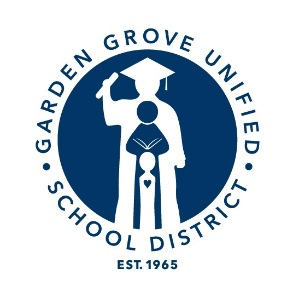 GARDEN GROVE UNIFIED
• SCHOOL DISTRICT •
EST. 1965